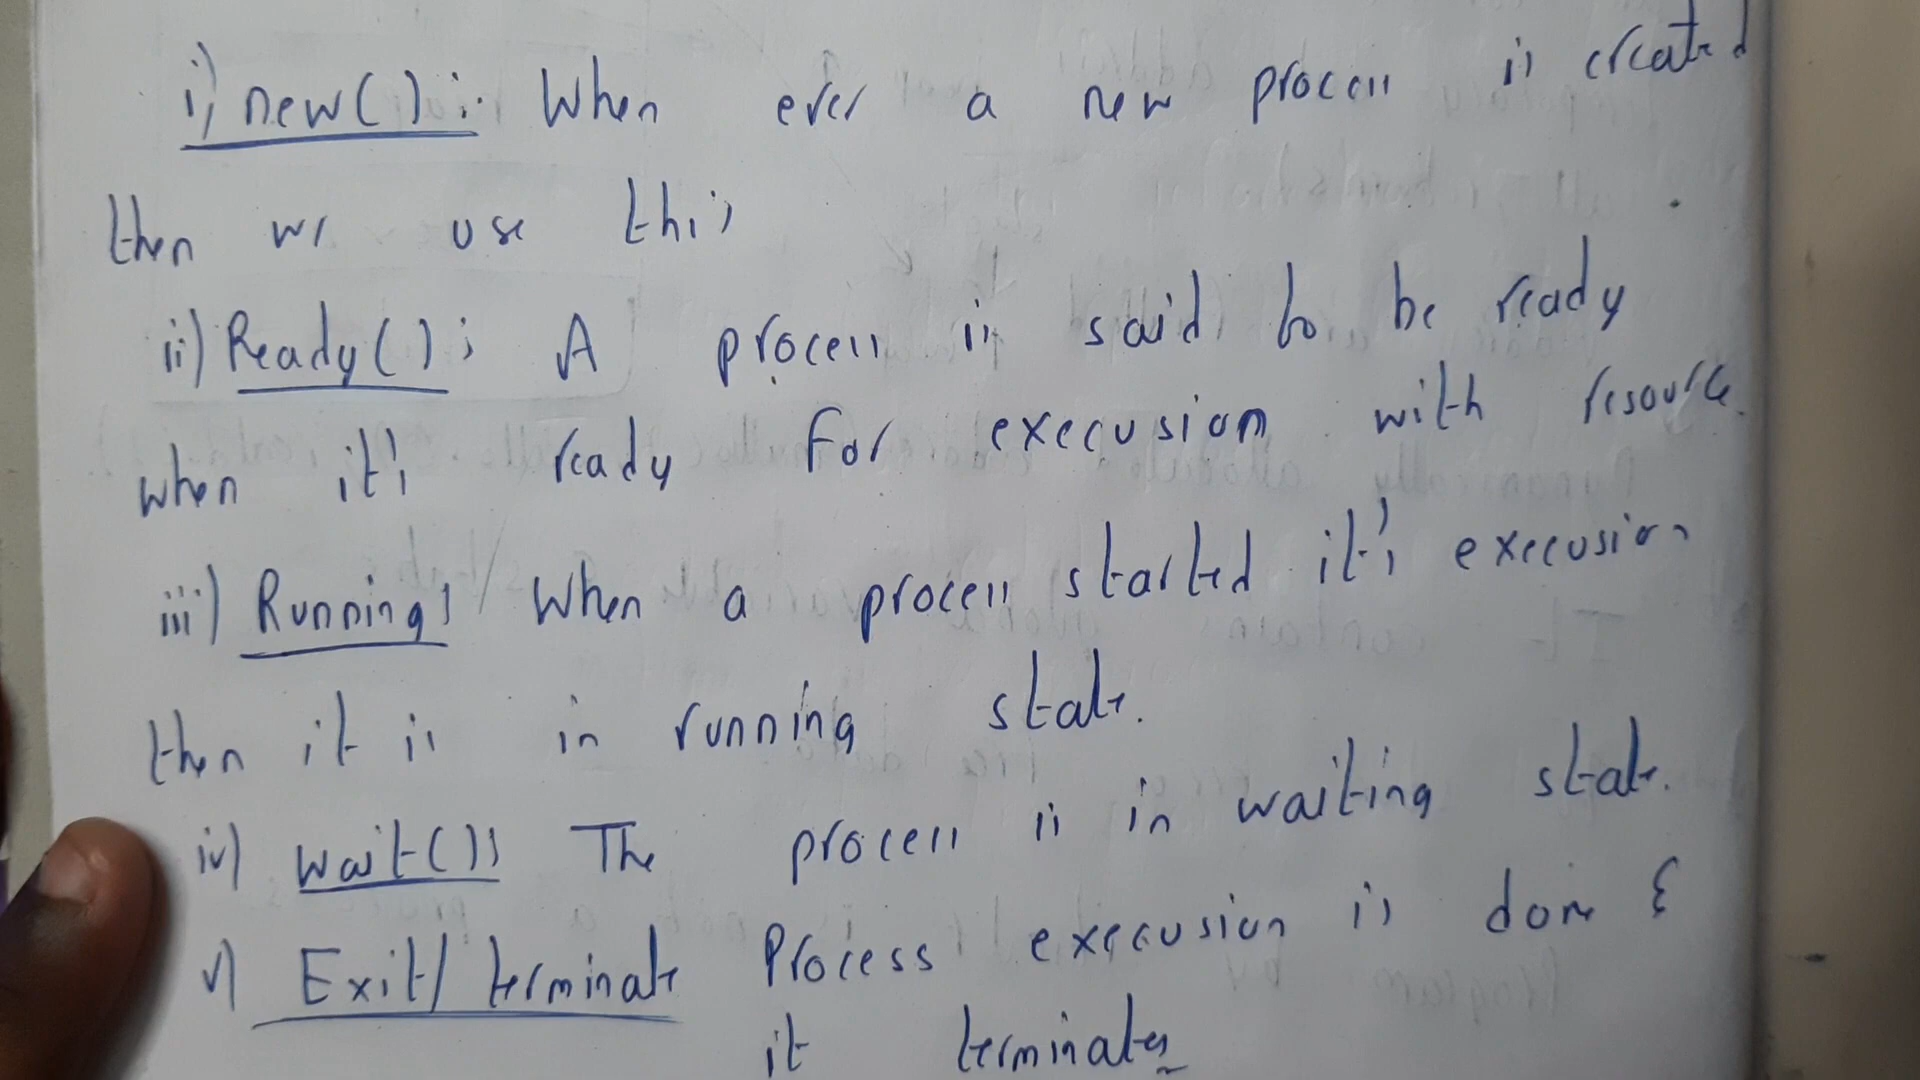 i) new() : When ever a new process is created
then we use this
ii) Ready() : A process is said to be ready
when it's ready for execusion with resource.
iii) Running : When a process started it's execusion
then it is in running state.
iv) wait() : The process is in waiting state.
v) Exit/ terminate Process execusion is done &
it terminates